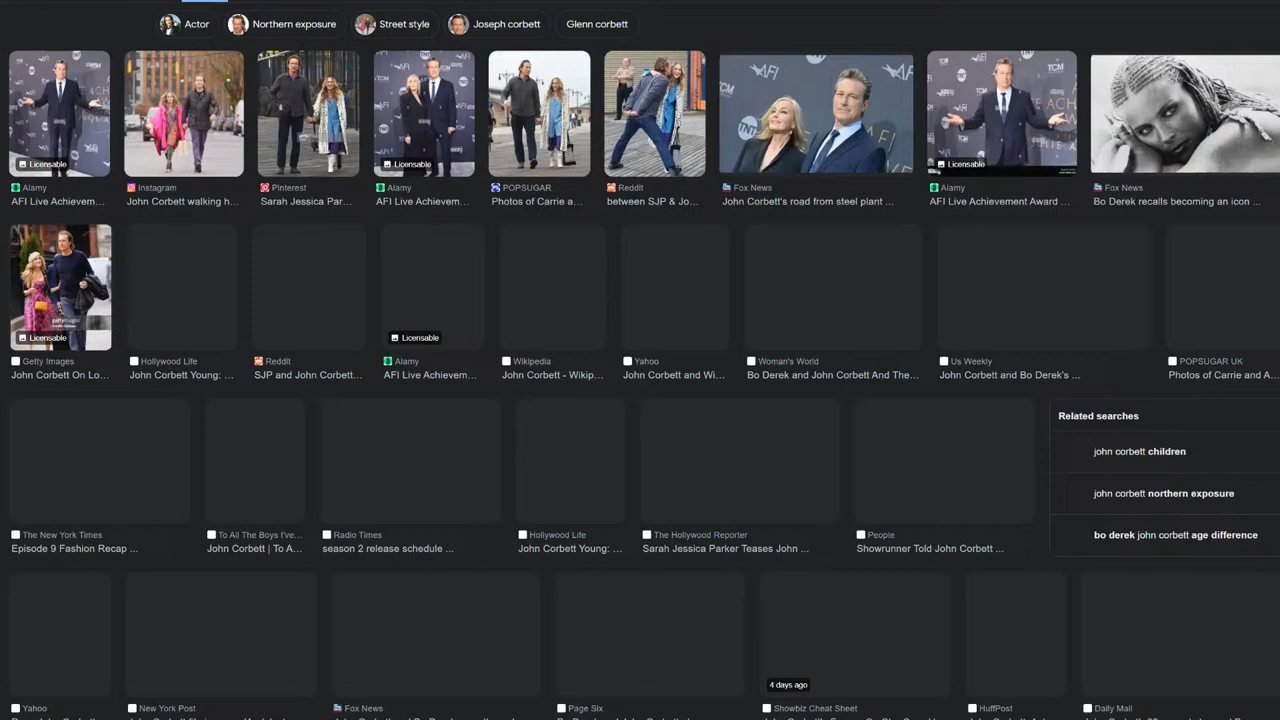 Actor
Northern exposure
Street style
Joseph corbett
Glenn corbett
Licensable
Licensable
Licensable
Alamy
Instagram
Pinterest
Alamy
POPSUGAR
Reddit
Fox News
Alamy
Fox News
AFI Live Achievem...
John Corbett walking h...
Sarah Jessica Par...
AFI Live Achievem...
Photos of Carrie a...
between SJP & Jo...
John Corbett's road from steel plant ...
AFI Live Achievement Award ...
Bo Derek recalls becoming an icon ...
Licensable
Licensable
Getty Images
Hollywood Life
Reddit
Alamy
Wikipedia
Yahoo
Woman's World
Us Weekly
POPSUGAR UK
John Corbett On Lo...
John Corbett Young: ...
SJP and John Corbett...
AFI Live Achievem...
John Corbett - Wikip...
John Corbett and Wi...
Bo Derek and John Corbett And The...
John Corbett and Bo Derek's ...
Photos of Carrie and A...
Related searches
john corbett children
john corbett northern exposure
bo derek john corbett age difference
The New York Times
To All The Boys I've...
Radio Times
Hollywood Life
The Hollywood Reporter
People
Episode 9 Fashion Recap ...
John Corbett | To A...
season 2 release schedule ...
John Corbett Young: ...
Sarah Jessica Parker Teases John ...
Showrunner Told John Corbett ...
4 days ago
Yahoo
New York Post
Fox News
Page Six
Showbiz Cheat Sheet
HuffPost
Daily Mail